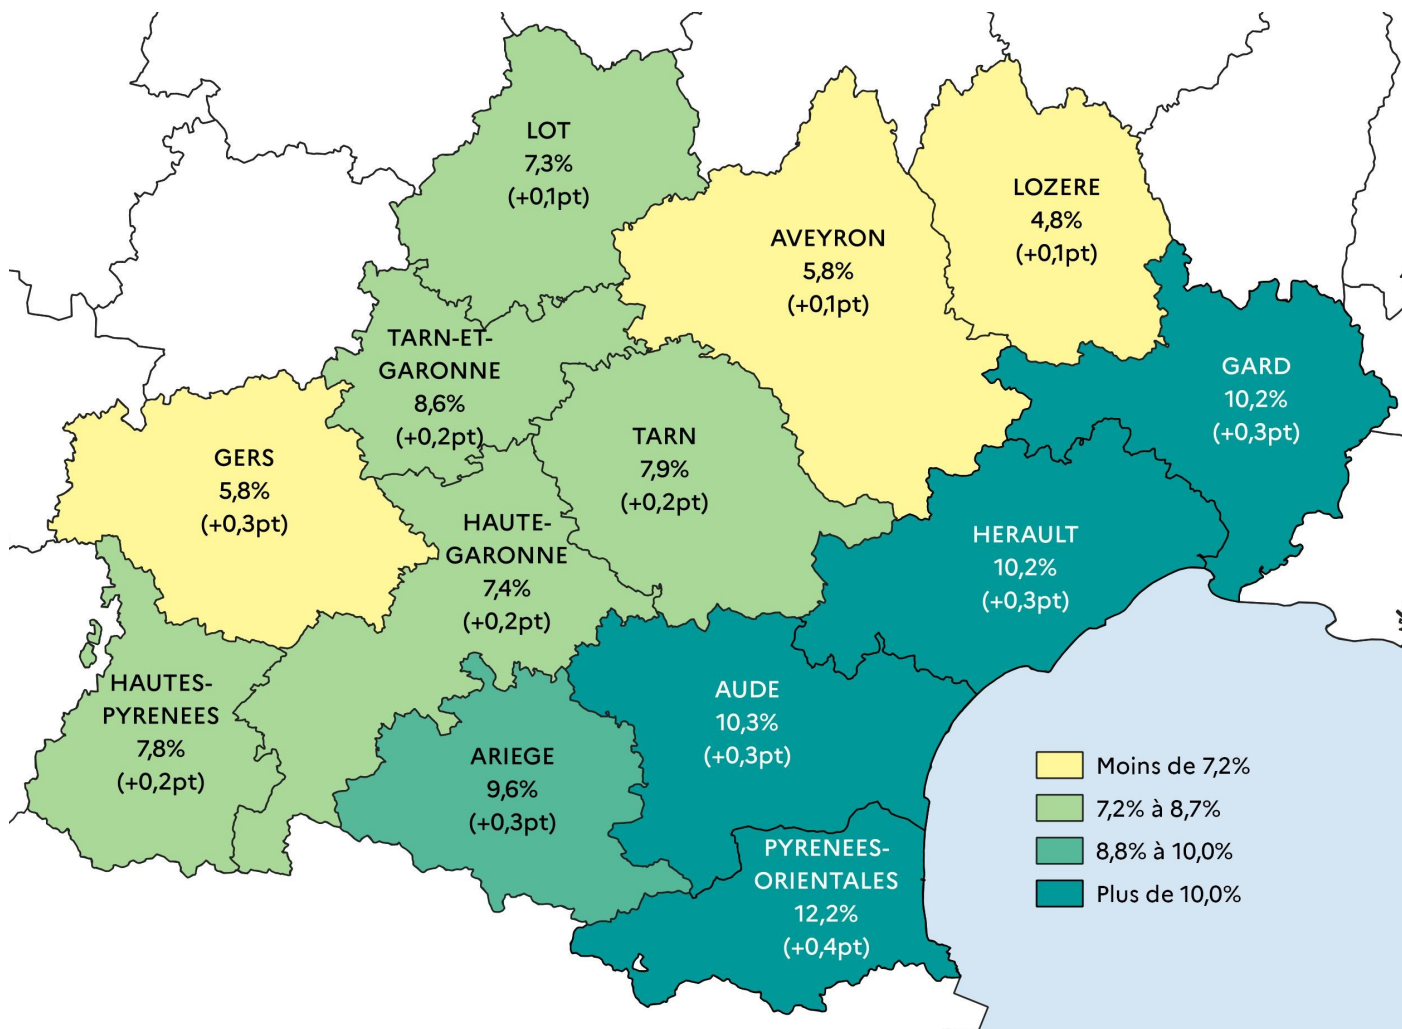 LOT
7,3%
(+0,1pt)
LOZERE
4,8%
(+0,1pt)
AVEYRON
5,8%
(+0,1pt)
TARN-ET-
GARONNE
8,6%
(+0,2pt)
GARD
10,2%
(+0,3pt)
TARN
7,9%
(+0,2pt)
GERS
5,8%
(+0,3pt)
HAUTE-
GARONNE
7,4%
(+0,2pt)
HERAULT
10,2%
(+0,3pt)
HAUTES-
PYRENEES
7,8%
(+0,2pt)
AUDE
10,3%
(+0,3pt)
ARIEGE
9,6%
(+0,3pt)
PYRENEES-
ORIENTALES
12,2%
(+0,4pt)
Moins de 7,2%
7,2% à 8,7%
8,8% à 10,0%
Plus de 10,0%